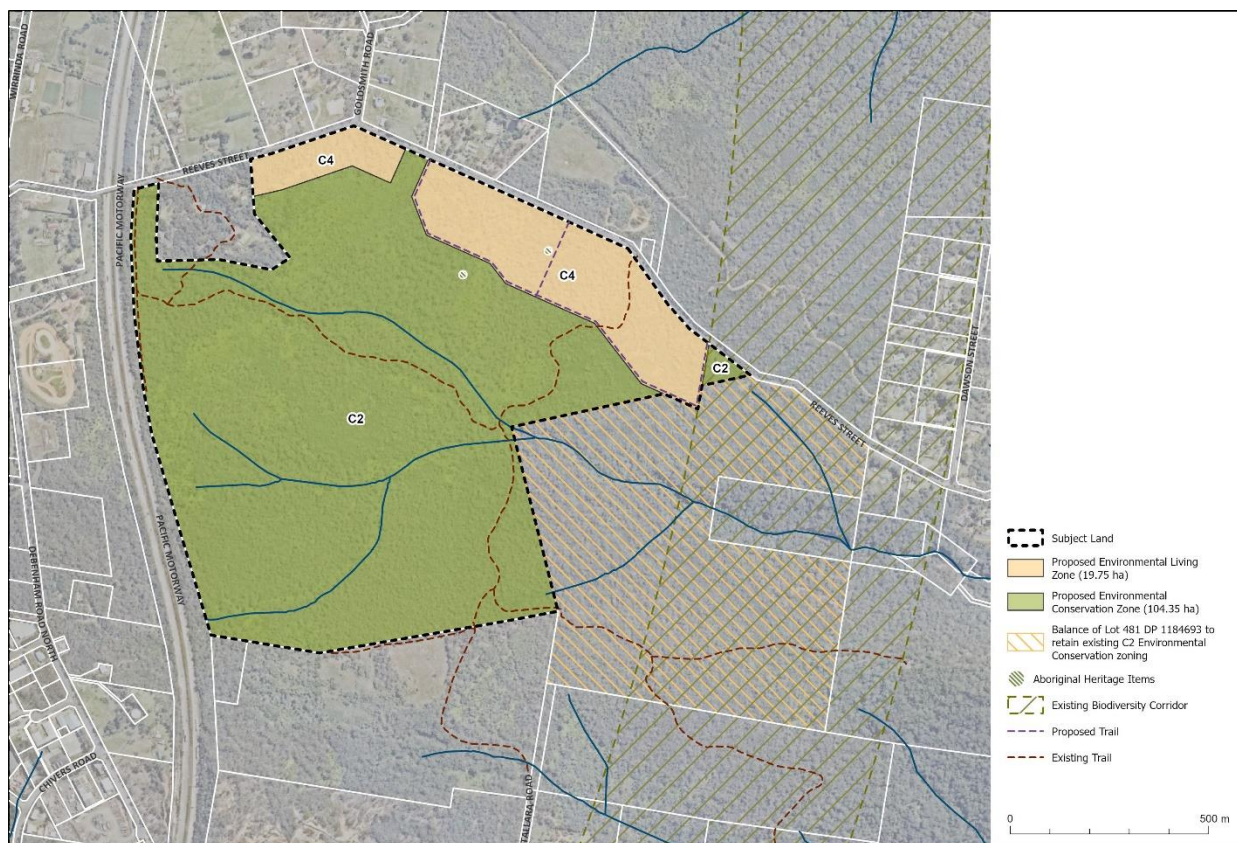 WIRRINDA ROAD
GOLDSMITH ROAD
REEVES STREET
C4
PACIFIC MOTORWAY
C4
C2
C2
REEVES STREET
DAWSON STREET
PACIFIC MOTORWAY
DEBENHAM ROAD NORTH
CHIVERS ROAD
TALLARA ROAD
Subject Land
Proposed Environmental Living
Zone (19.75 ha)
Proposed Environmental
Conservation Zone (104.35 ha)
Balance of Lot 481 DP 1184693 to
retain existing C2 Environmental
Conservation zoning
Aboriginal Heritage Items
Existing Biodiversity Corridor
Proposed Trail
Existing Trail
0 500 m